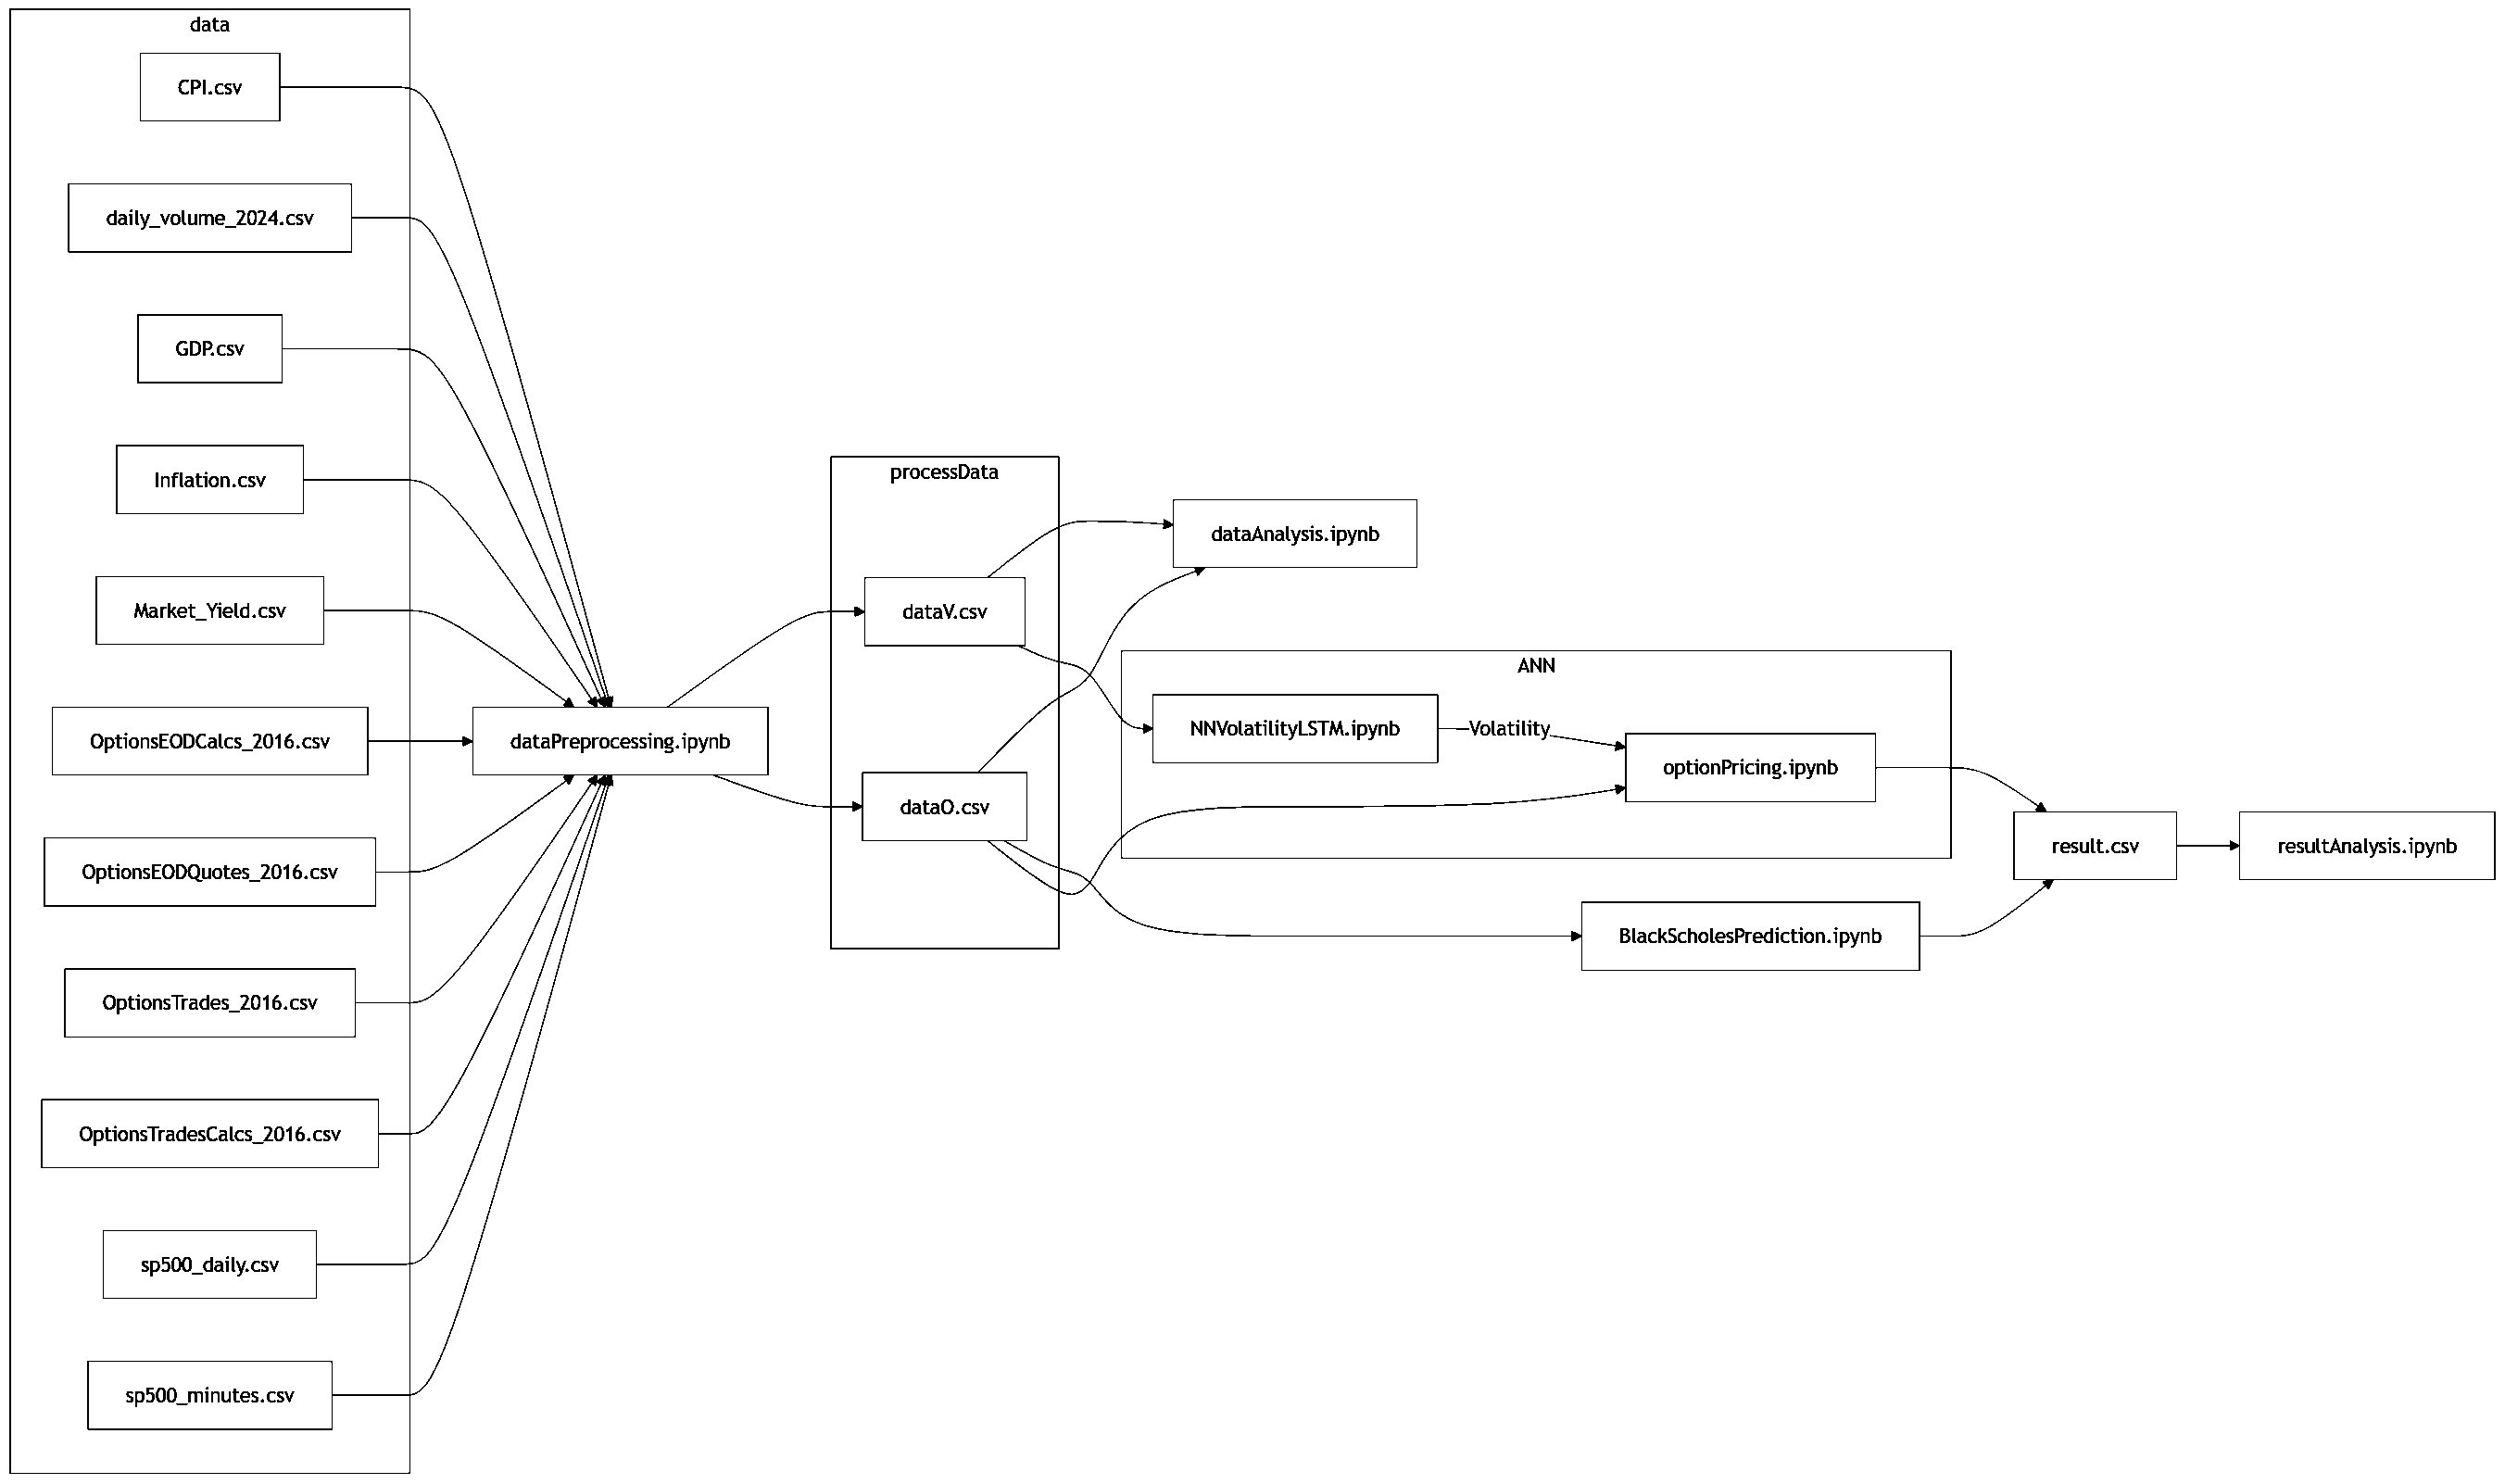 data
CPI.csv
daily_volume_2024.csv
GDP.csv
Inflation.csv
Market_Yield.csv
OptionsEODCalcs_2016.csv
OptionsEODQuotes_2016.csv
OptionsTrades_2016.csv
OptionsTradesCalcs_2016.csv
sp500_daily.csv
sp500_minutes.csv
dataPreprocessing.ipynb
processData
dataV.csv
dataO.csv
dataAnalysis.ipynb
ANN
NNVolatilityLSTM.ipynb
Volatility
optionPricing.ipynb
BlackScholesPrediction.ipynb
result.csv
resultAnalysis.ipynb